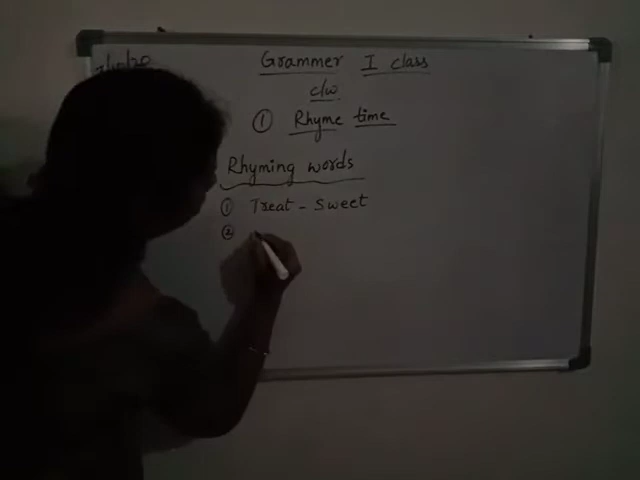 Grammer I class
c/w
① Rhyme time
Rhyming words
① Treat - Sweet
②